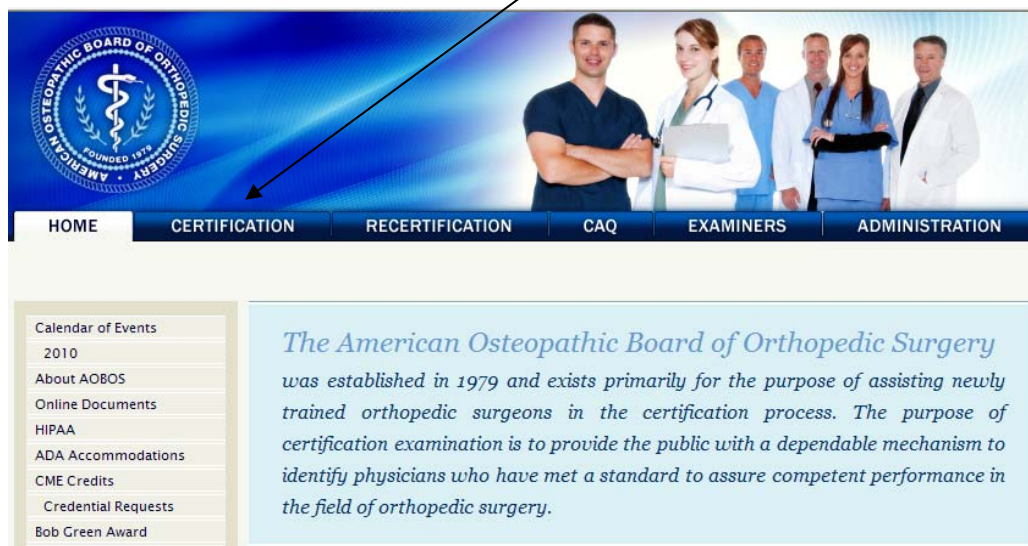 AMERICAN OSTEOPATHIC BOARD OF ORTHOPEDIC SURGERY •
FOUNDED 1979
HOME CERTIFICATION RECERTIFICATION CAQ EXAMINERS ADMINISTRATION
Calendar of Events
2010
About AOBOS
Online Documents
HIPAA
ADA Accommodations
CME Credits
Credential Requests
Bob Green Award
The American Osteopathic Board of Orthopedic Surgery
was established in 1979 and exists primarily for the purpose of assisting newly
trained orthopedic surgeons in the certification process. The purpose of
certification examination is to provide the public with a dependable mechanism to
identify physicians who have met a standard to assure competent performance in
the field of orthopedic surgery.